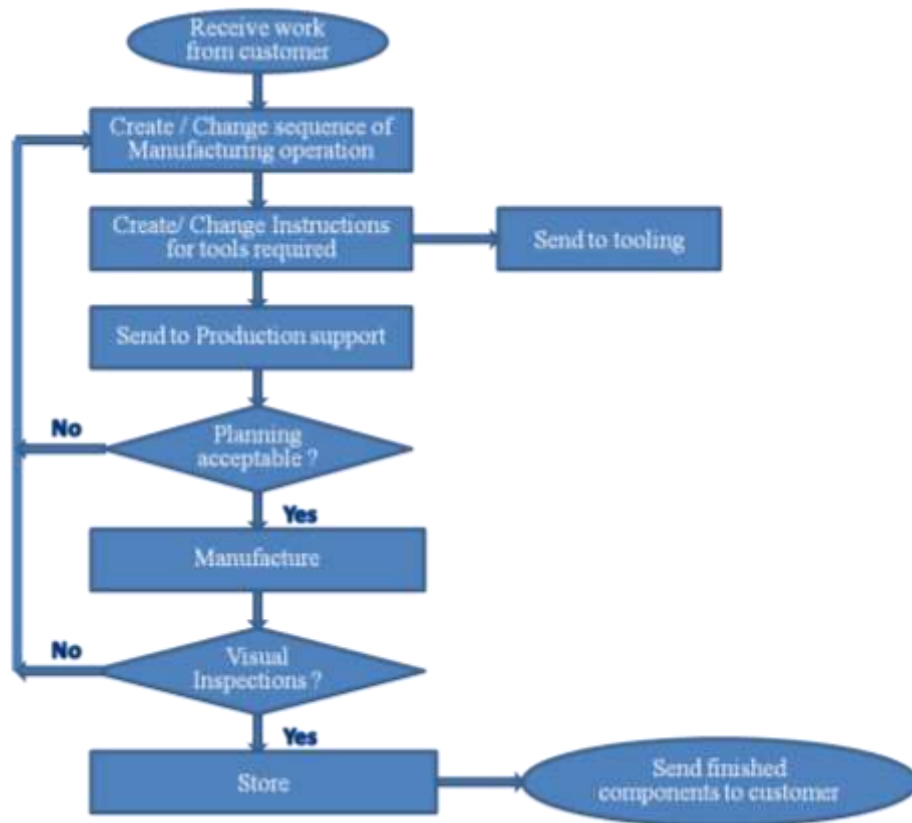 Receive work
from customer
Create / Change sequence of
Manufacturing operation
Create/ Change Instructions
for tools required
Send to tooling
Send to Production support
No
Planning
acceptable ?
Yes
Manufacture
No
Visual
Inspections ?
Yes
Store
Send finished
components to customer